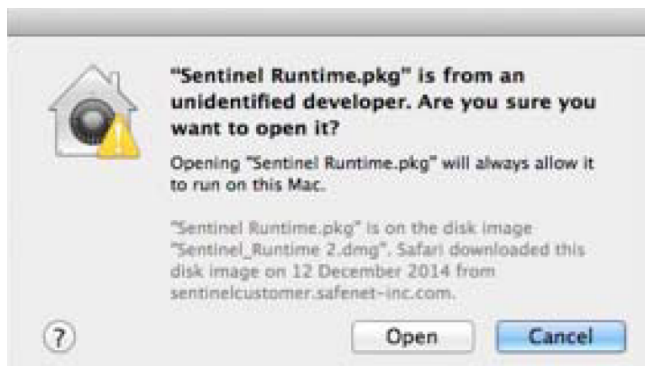 "Sentinel Runtime.pkg" is from an
unidentified developer. Are you sure you
want to open it?
Opening "Sentinel Runtime.pkg" will always allow it
to run on this Mac.
"Sentinel Runtime.pkg" is on the disk image
"Sentinel_Runtime 2.dmg". Safari downloaded this
disk image on 12 December 2014 from
sentinelcustomer.safenet-inc.com.
?
Open
Cancel